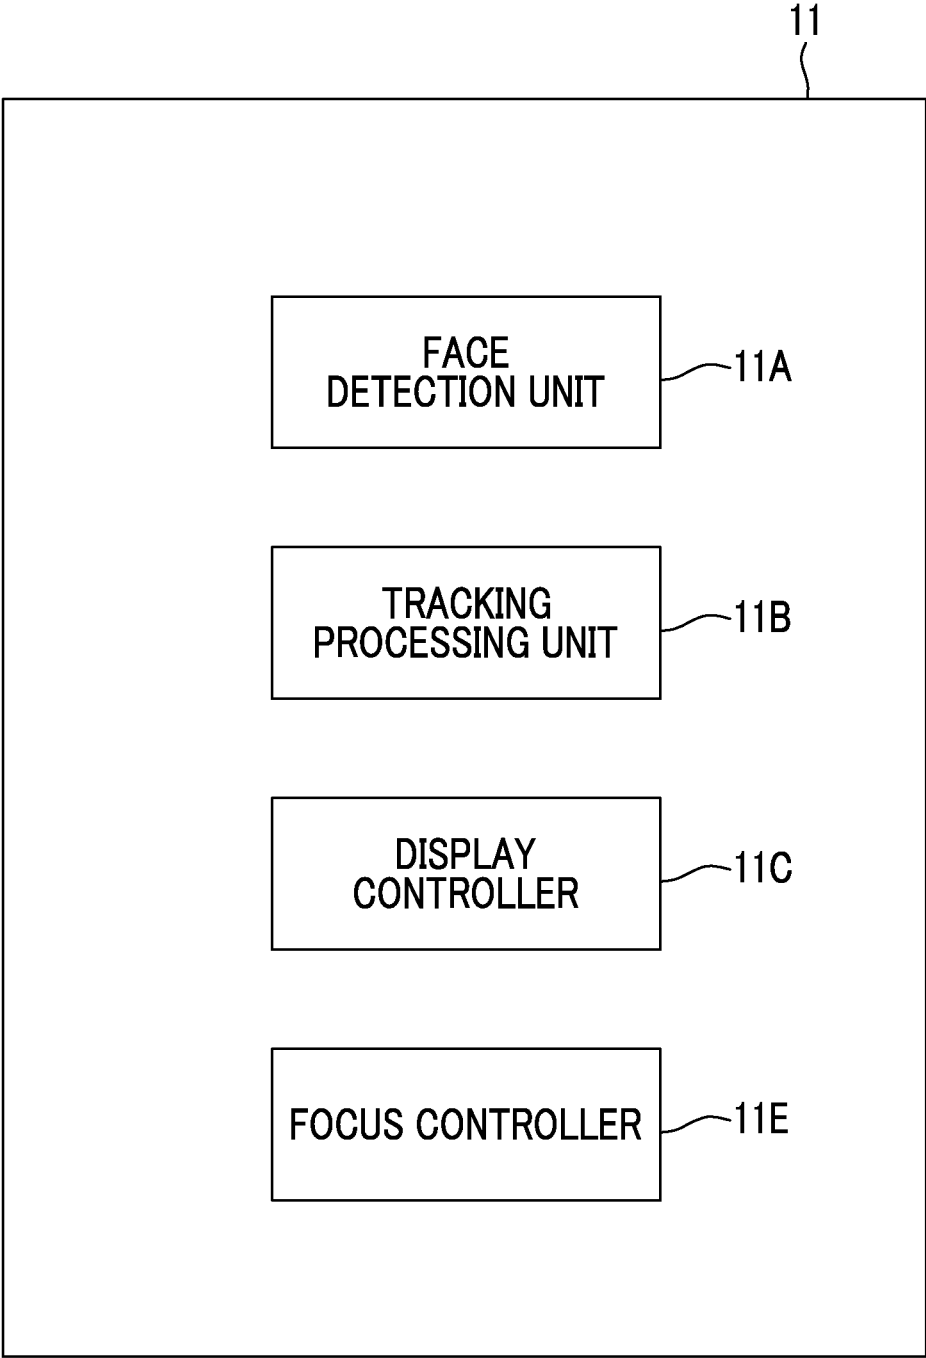 11
FACE
DETECTION UNIT
11A
TRACKING
PROCESSING UNIT
11B
DISPLAY
CONTROLLER
11C
FOCUS CONTROLLER
11E